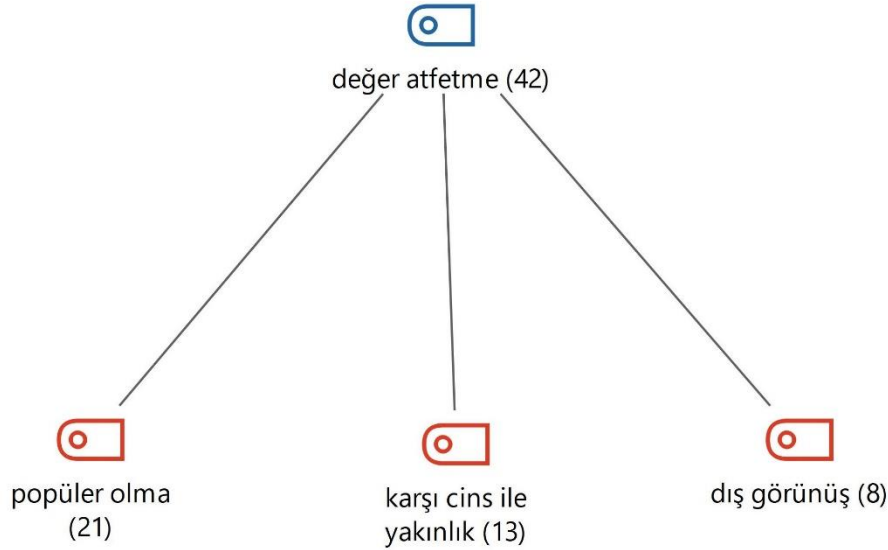 değer atfetme (42)
popüler olma
(21)
karşı cins ile
yakınlık (13)
dış görünüş (8)